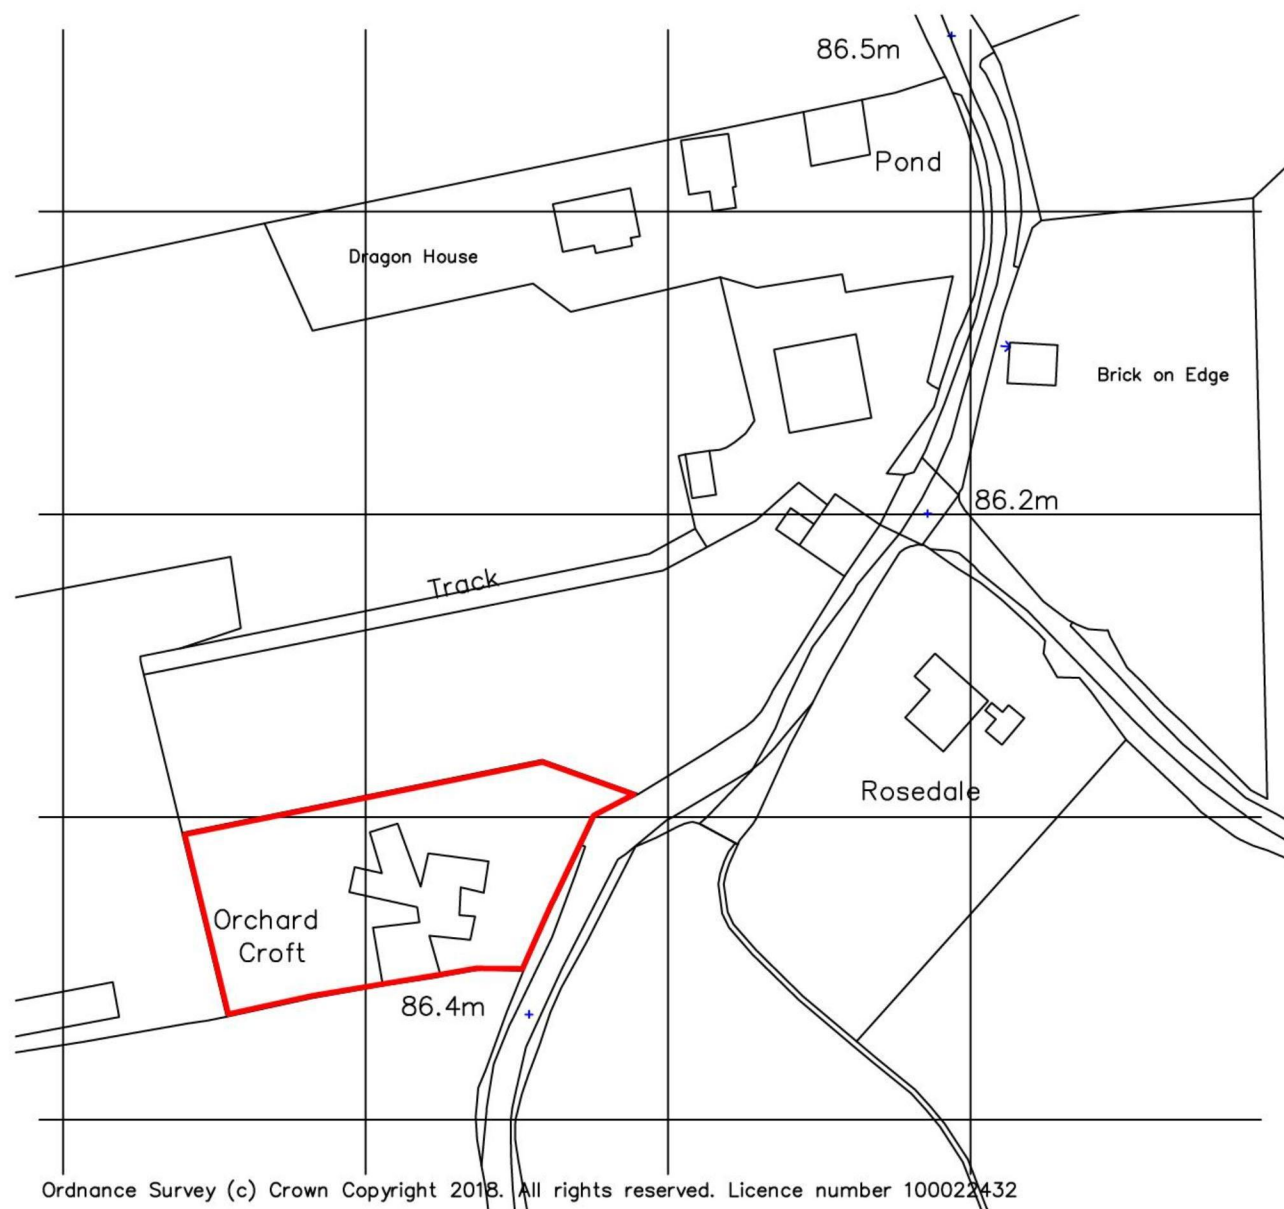 86.5m
Pond
Dragon House
Brick on Edge
86.2m
Track
Rosedale
Orchard
Croft
86.4m
Ordnance Survey (c) Crown Copyright 2018. All rights reserved. Licence number 100022432